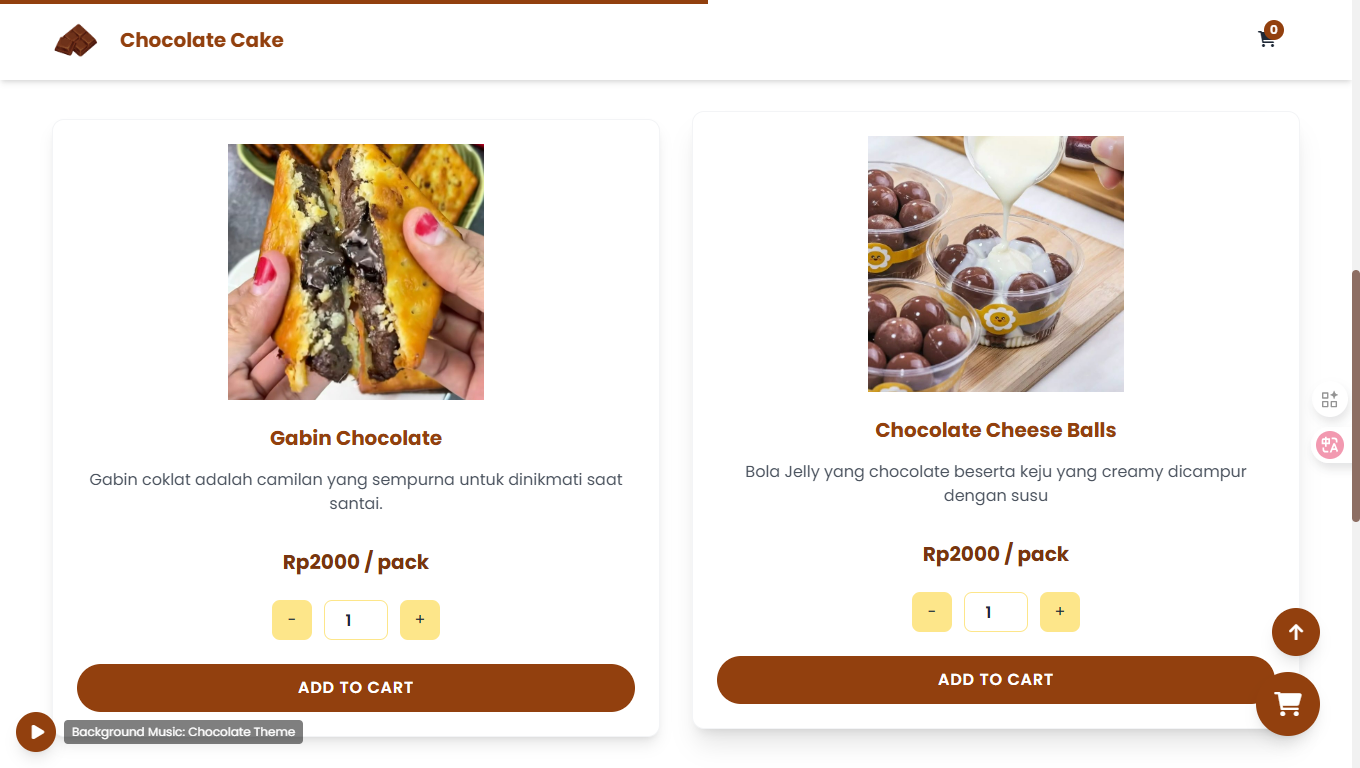 Chocolate Cake
0
Gabin Chocolate
Gabin coklat adalah camilan yang sempurna untuk dinikmati saat
santai.
Rp2000 / pack
-
1
+
ADD TO CART
Chocolate Cheese Balls
Bola Jelly yang chocolate beserta keju yang creamy dicampur
dengan susu
Rp2000 / pack
-
1
+
ADD TO CART
Background Music: Chocolate Theme
中A